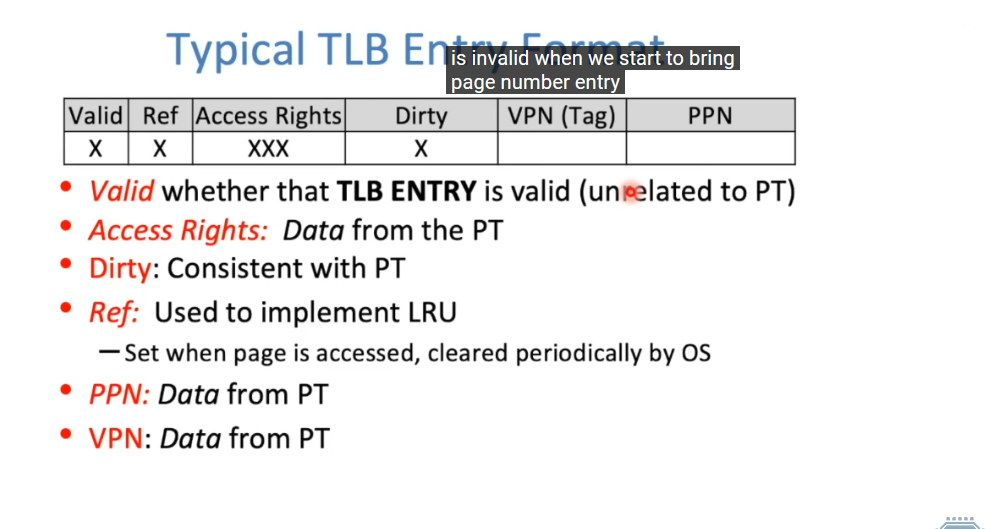 Typical TLB Entry Format
is invalid when we start to bring
page number entry
Valid Ref Access Rights Dirty VPN (Tag) PPN
X X XXX X
• Valid whether that TLB ENTRY is valid (unrelated to PT)
• Access Rights: Data from the PT
• Dirty: Consistent with PT
• Ref: Used to implement LRU
— Set when page is accessed, cleared periodically by OS
• PPN: Data from PT
• VPN: Data from PT